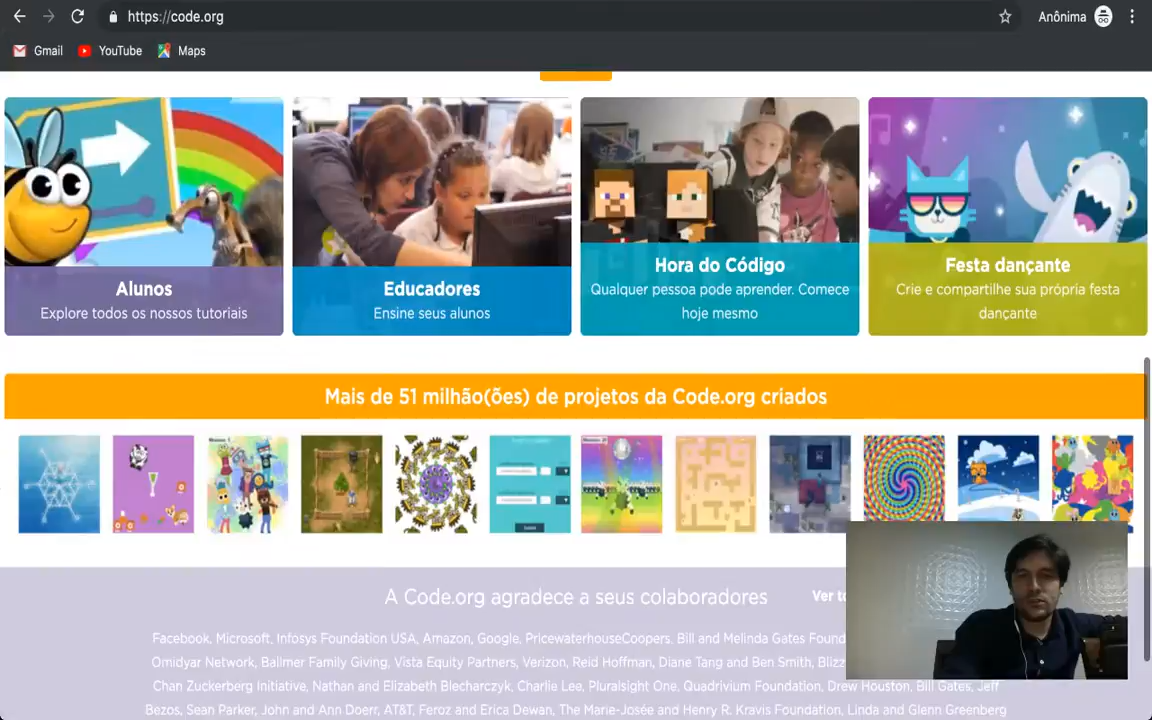 https://code.org
Anônima
Gmail
YouTube
Maps
Alunos
Explore todos os nossos tutoriais
Educadores
Ensine seus alunos
Hora do Código
Qualquer pessoa pode aprender. Comece
hoje mesmo
Festa dançante
Crie e compartilhe sua própria festa
dançante
Mais de 51 milhão(ões) de projetos da Code.org criados
A Code.org agradece a seus colaboradores
Ver
Facebook, Microsoft, Infosys Foundation USA, Amazon, Google, PricewaterhouseCoopers, Bill and Melinda Gates
Omidyar Network, Ballmer Family Giving, Vista Equity Partners, Verizon, Reid Hoffman, Diane Tang and Ben Smith,
Chan Zuckerberg Initiative, Nathan and Elizabeth Blecharczyk, Charlie Lee, Pluralsight One, Quadrivium Foundation, Drew Houston, Bill Gates, Jeff
Bezos, Sean Parker, John and Ann Doerr, AT&T, Feroz and Erica Dewan, The Marie-Josée and Henry R. Kravis Foundation, Linda and Glenn Greenberg